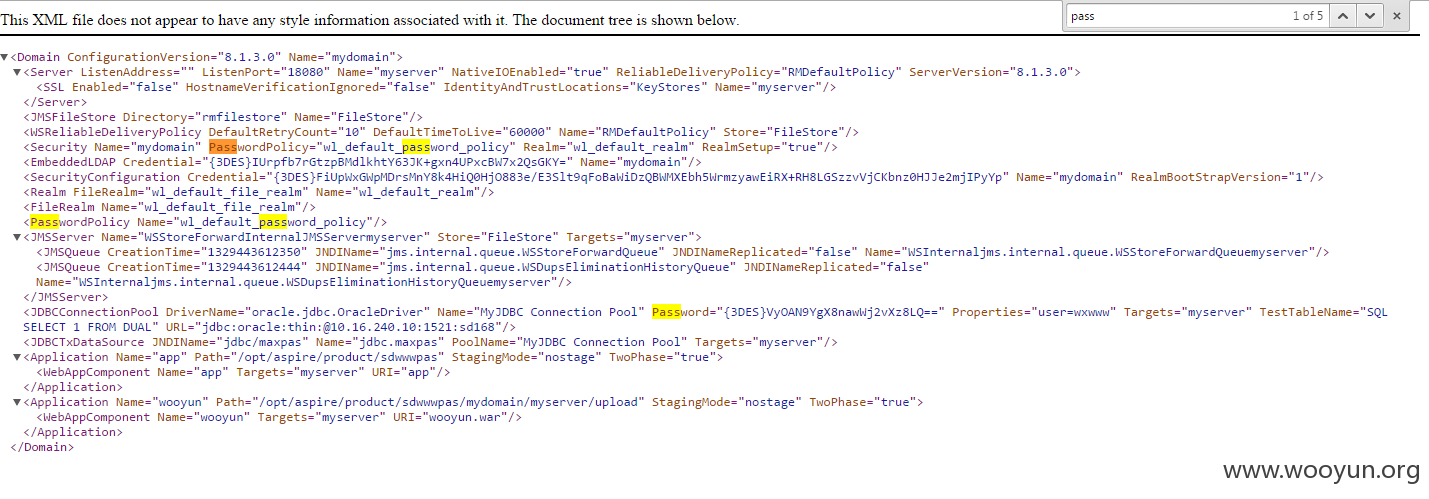 This XML file does not appear to have any style information associated with it. The document tree is shown below.
pass 1 of 5
<Domain ConfigurationVersion="8.1.3.0" Name="mydomain">
<Server ListenAddress="" ListenPort="18080" Name="myserver" NativeIOEnabled="true" ReliableDeliveryPolicy="RMDefaultPolicy" ServerVersion="8.1.3.0">
<SSL Enabled="false" HostnameVerificationIgnored="false" IdentityAndTrustLocations="KeyStores" Name="myserver"/>
</Server>
<JMSFileStore Directory="rmfilestore" Name="FileStore"/>
<WSReliableDeliveryPolicy DefaultRetryCount="10" DefaultTimeToLive="60000" Name="RMDefaultPolicy" Store="FileStore"/>
<Security Name="mydomain" PasswordPolicy="wl_default_password_policy" Realm="wl_default_realm" RealmSetup="true"/>
<EmbeddedLDAP Credential="{3DES}IUrpfb7rGtzpBMdlkhtY63JK+gxn4UPxcBW7x2QsGKY=" Name="mydomain"/>
<SecurityConfiguration Credential="{3DES}FiUpWxGWpMDrsMnY8k4HiQ0HjO883e/E3Slt9qFoBaWiDzQBWMXEbh5WrmzyawEiRX+RH8LGSzzvVjCKbnz0HJJe2mjIPyYp" Name="mydomain" RealmBootStrapVersion="1"/>
<Realm FileRealm="wl_default_file_realm" Name="wl_default_realm"/>
<FileRealm Name="wl_default_file_realm"/>
<PasswordPolicy Name="wl_default_password_policy"/>
<JMSServer Name="WSStoreForwardInternalJMSServermyserver" Store="FileStore" Targets="myserver">
<JMSQueue CreationTime="1329443612350" JNDIName="jms.internal.queue.WSStoreForwardQueue" JNDINameReplicated="false" Name="WSInternaljms.internal.queue.WSStoreForwardQueuemyserver"/>
<JMSQueue CreationTime="1329443612444" JNDIName="jms.internal.queue.WSDupsEliminationHistoryQueue" JNDINameReplicated="false"
Name="WSInternaljms.internal.queue.WSDupsEliminationHistoryQueuemyserver"/>
</JMSServer>
<JDBCConnectionPool DriverName="oracle.jdbc.OracleDriver" Name="MyJDBC Connection Pool" Password="{3DES}VyOAN9YgX8nawWj2vXz8LQ==" Properties="user=wxwww" Targets="myserver" TestTableName="SQL
SELECT 1 FROM DUAL" URL="jdbc:oracle:thin:@10.16.240.10:1521:sd168"/>
<JDBCTxDataSource JNDIName="jdbc/maxpas" Name="jdbc.maxpas" PoolName="MyJDBC Connection Pool" Targets="myserver"/>
<Application Name="app" Path="/opt/aspire/product/sdwwwpas" StagingMode="nostage" TwoPhase="true">
<WebAppComponent Name="app" Targets="myserver" URI="app"/>
</Application>
<Application Name="wooyun" Path="/opt/aspire/product/sdwwwpas/mydomain/myserver/upload" StagingMode="nostage" TwoPhase="true">
<WebAppComponent Name="wooyun" Targets="myserver" URI="wooyun.war"/>
</Application>
</Domain>
www.wooyun.org